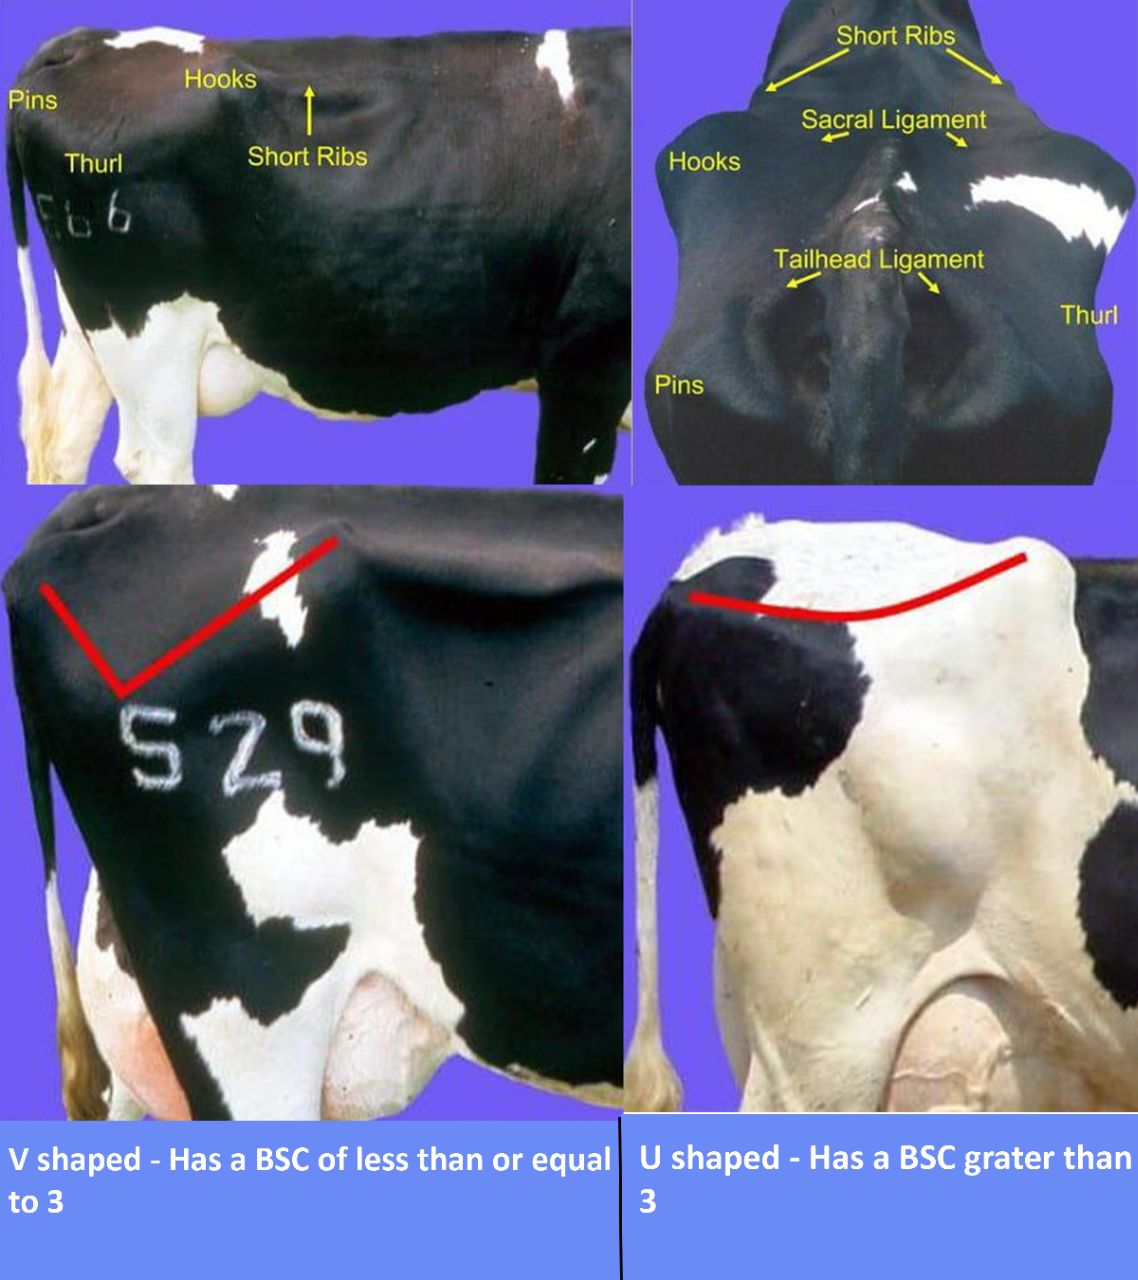 Hooks
Pins
Short Ribs
Thurl
Short Ribs
Sacral Ligament
Hooks
Tailhead Ligament
Thurl
Pins
529
V shaped - Has a BSC of less than or equal
to 3
U shaped - Has a BSC grater than
3